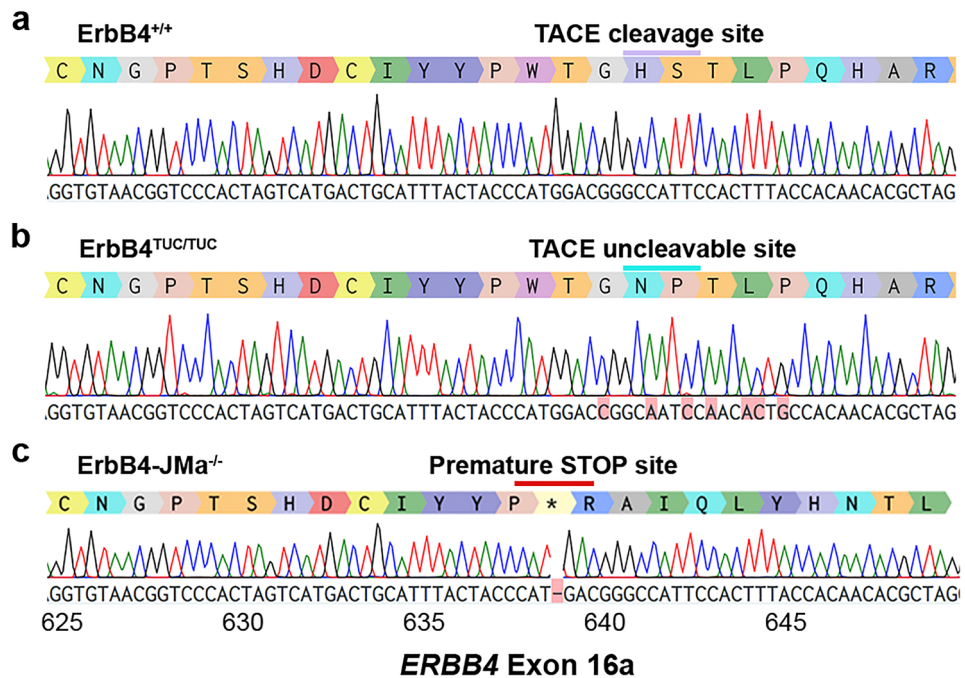 a
ErbB4+/+
TACE cleavage site
C N G P T S H D C I Y Y P W T G H S T L P Q H A R
GGTGTAACGGTCCCACTAGTCATGACTGCATTTACTACCCATGGACGGGCCATTCCACTTTACCACAACACGCTAG
b
ErbB4TUC/TUC
TACE uncleavable site
C N G P T S H D C I Y Y P W T G N P T L P Q H A R
GGTGTAACGGTCCCACTAGTCATGACTGCATTTACTACCCATGGACCGGCAATCCAACACTGCCACAACACGCTAG
c
ErbB4-JMa-/-
Premature STOP site
C N G P T S H D C I Y Y P * R A I Q L Y H N T L
GGTGTAACGGTCCCACTAGTCATGACTGCATTTACTACCCAT-GACGGGCCATTCCACTTTACCACAACACGCTAG
625 630 635 640 645
ERBB4 Exon 16a